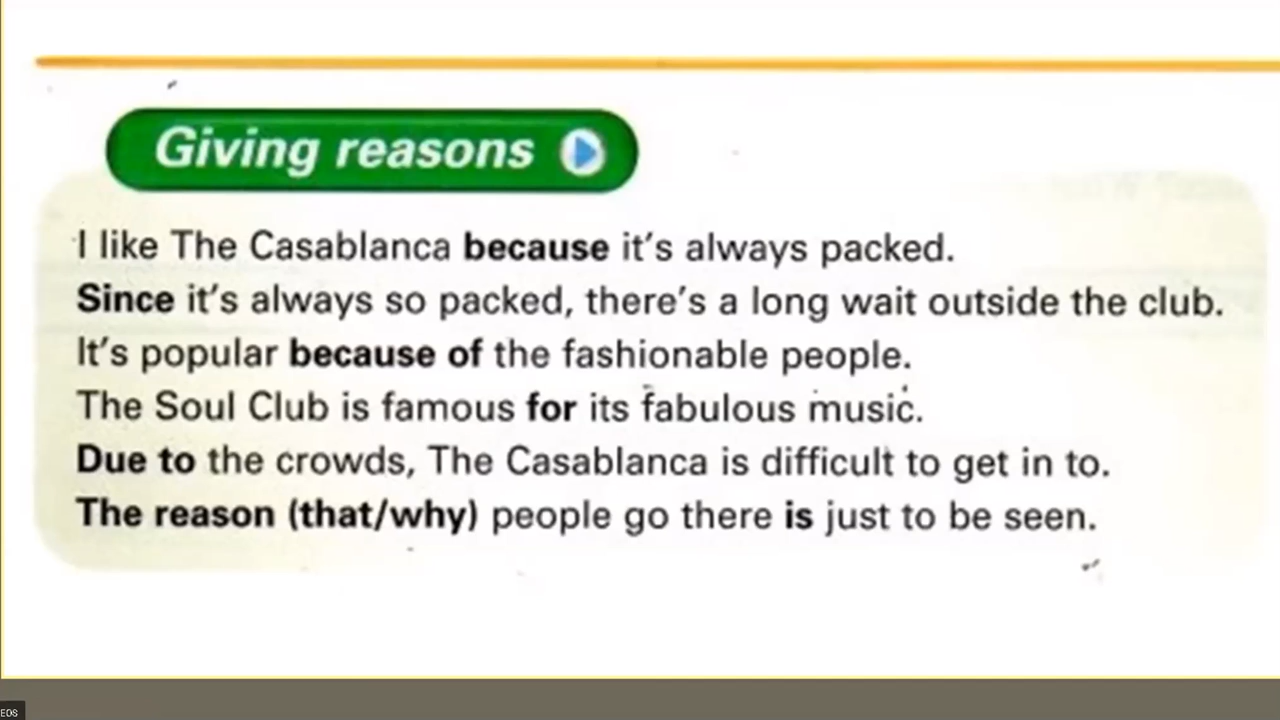 Giving reasons
I like The Casablanca because it's always packed.
Since it's always so packed, there's a long wait outside the club.
It's popular because of the fashionable people.
The Soul Club is famous for its fabulous music.
Due to the crowds, The Casablanca is difficult to get in to.
The reason (that/why) people go there is just to be seen.
EOS